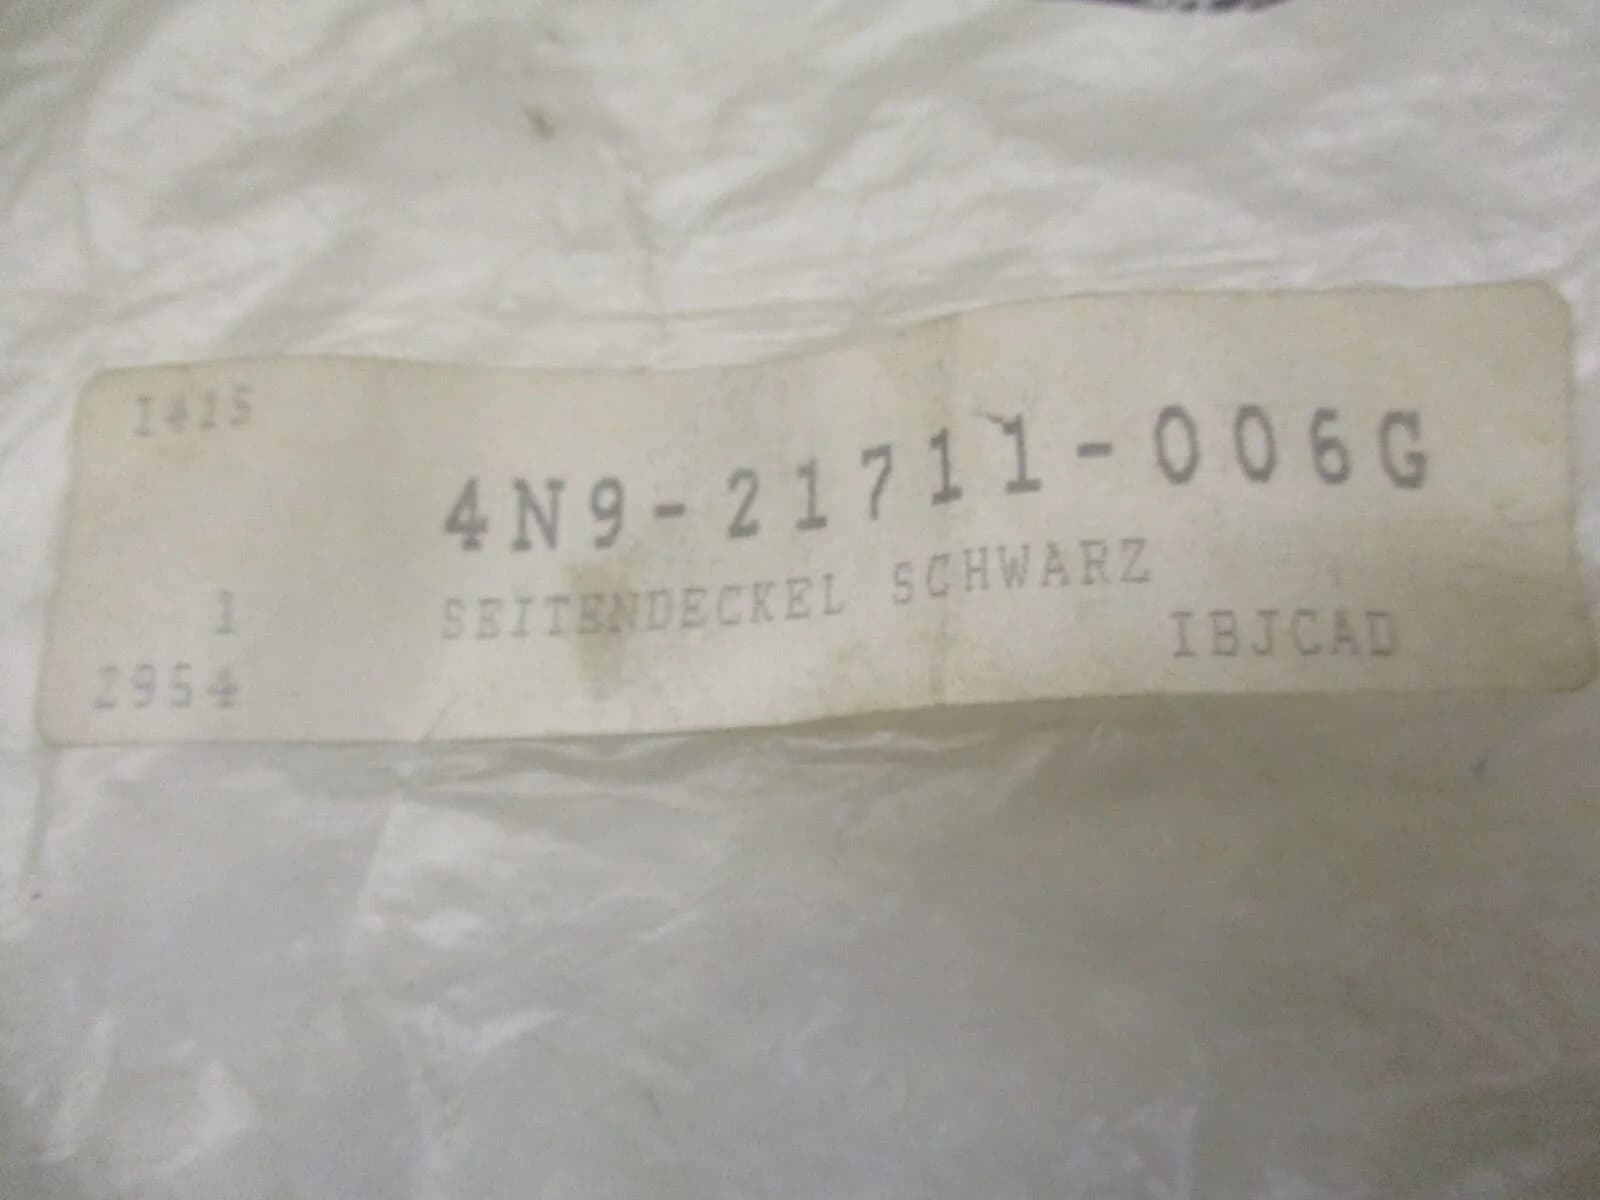 I415
4N9-21711-006G
1 SEITENDECKEL SCHWARZ
2954 IBJCAD